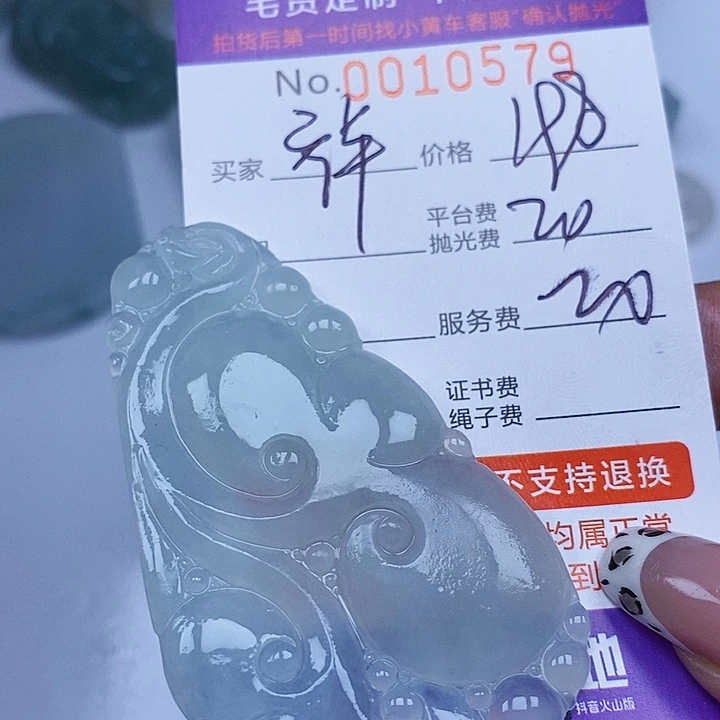 毛货定制
拍货后第一时间找小黄车客服"确认抛光"
No.0010579
买家 许 价格
平台费
抛光费 20
服务费 20
证书费
绳子费
不支持退换
均属正常
到
地
抖音火山版